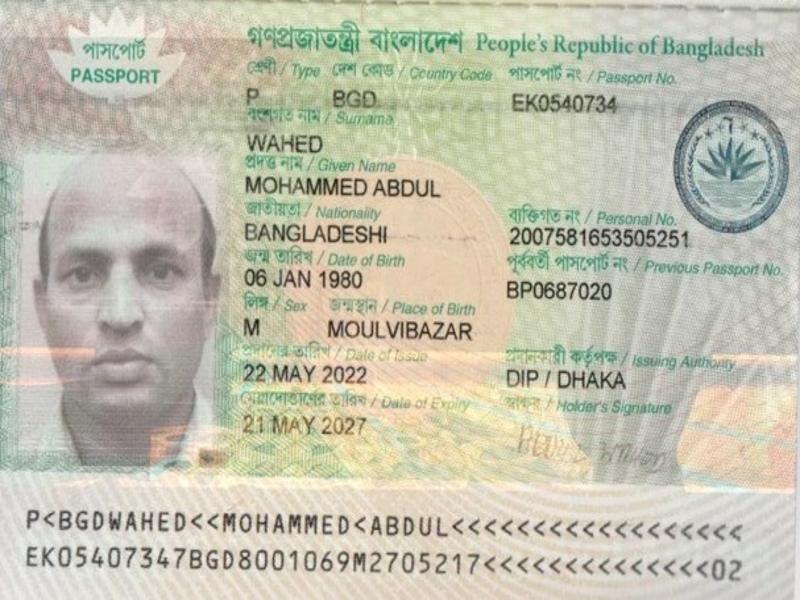 পাসপোর্ট
PASSPORT
গণপ্রজাতন্ত্রী বাংলাদেশ People's Republic of Bangladesh
শ্রেণী / Type দেশ কোড / Country Code পাসপোর্ট নং / Passport No.
P BGD EK0540734
বংশগত নাম / Surname
WAHED
প্রদত্ত নাম / Given Name
MOHAMMED ABDUL
জাতীয়তা / Nationality ব্যক্তিগত নং / Personal No.
BANGLADESHI 2007581653505251
জন্ম তারিখ / Date of Birth পূর্ববর্তী পাসপোর্ট নং / Previous Passport No.
06 JAN 1980 BP0687020
লিঙ্গ / Sex জন্মস্থান / Place of Birth
M MOULVIBAZAR
প্রদানের তারিখ / Date of Issue প্রদানকারী কর্তৃপক্ষ / Issuing Authority
22 MAY 2022 DIP / DHAKA
মেয়াদোত্তীর্ণের তারিখ / Date of Expiry স্বাক্ষর / Holder's Signature
21 MAY 2027
P<BGDWAHED<<MOHAMMED<ABDUL<<<<<<<<<<<<<<<<<<
EK05407347BGD8001069M2705217<<<<<<<<<<<<<<02